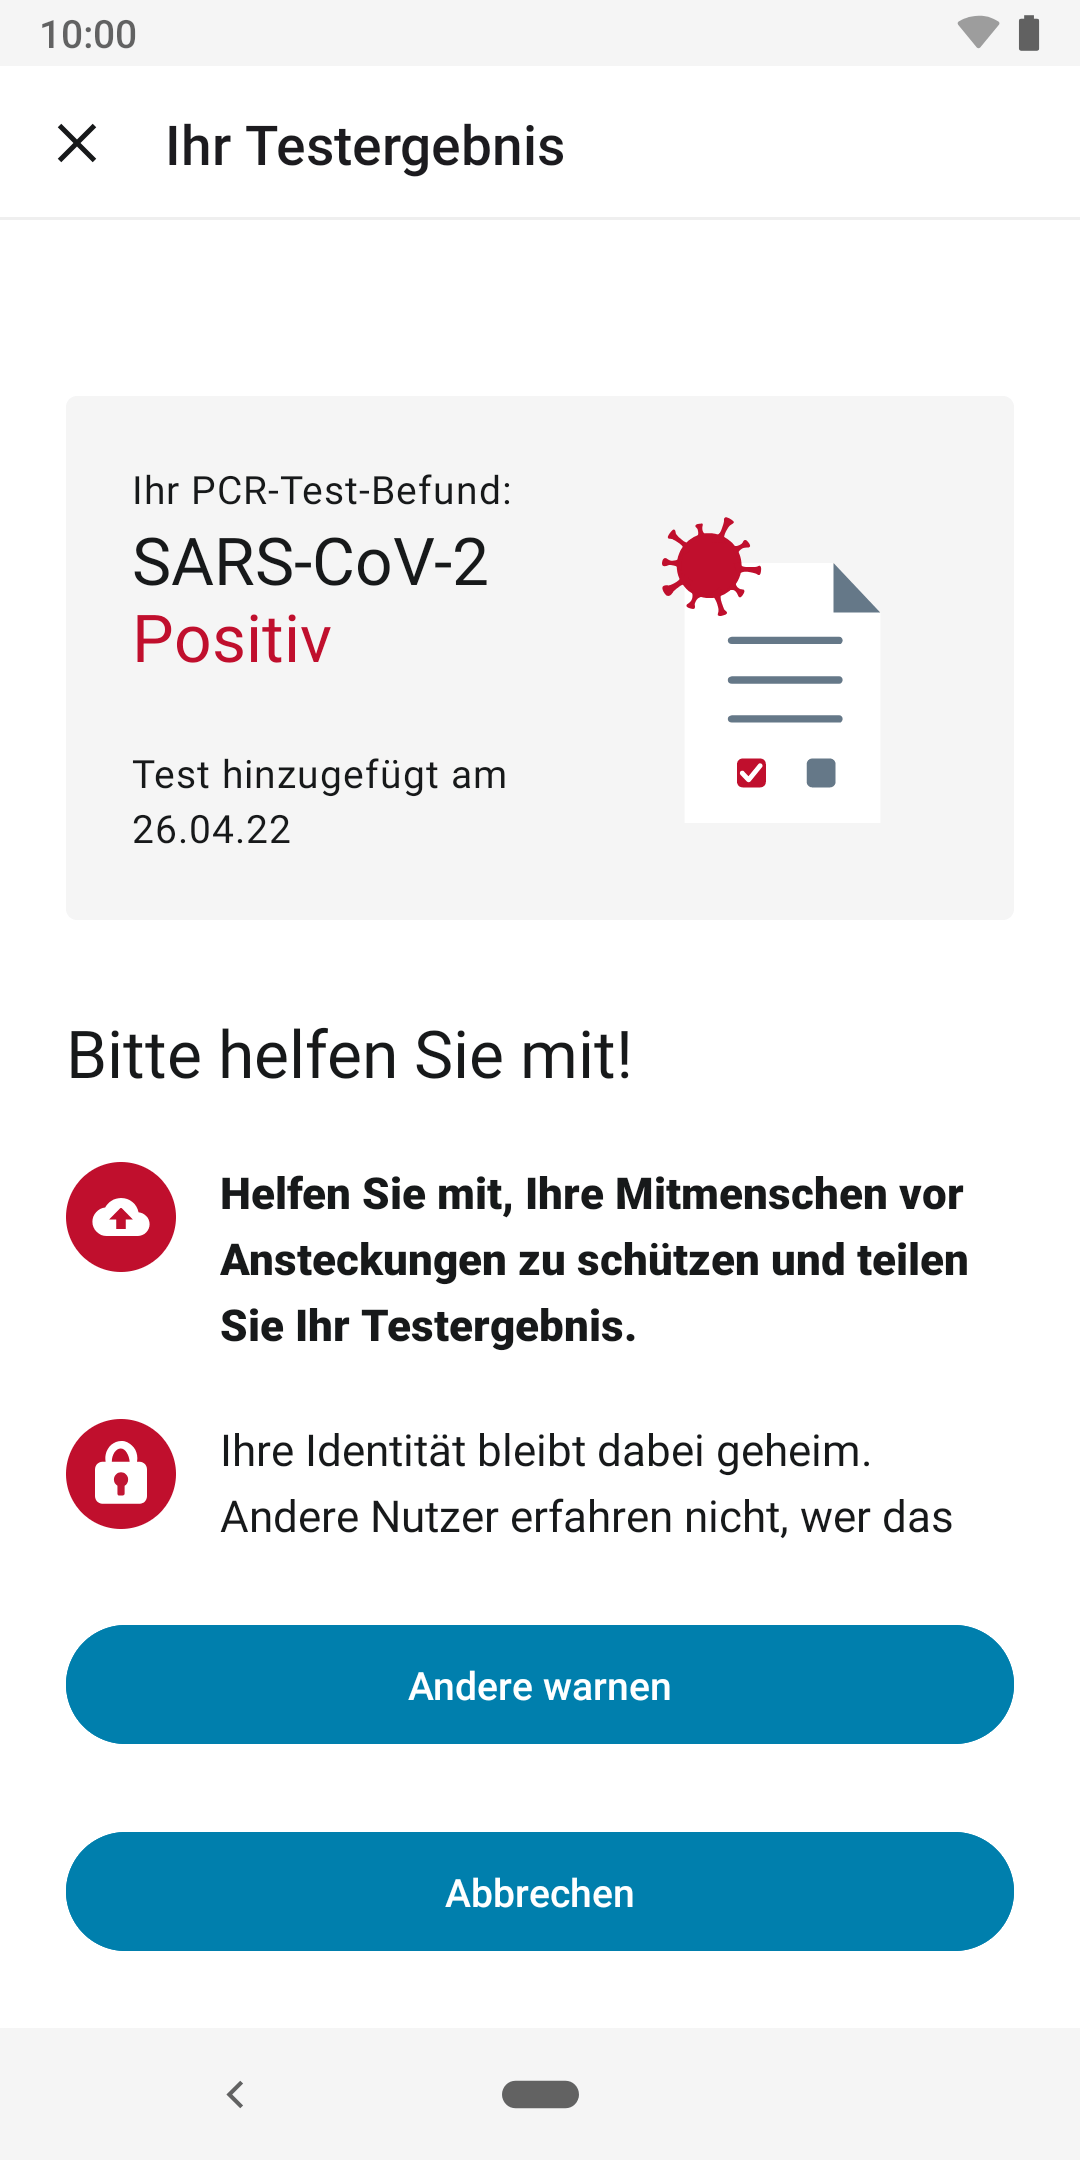 10:00
Ihr Testergebnis
Ihr PCR-Test-Befund:
SARS-CoV-2
Positiv
Test hinzugefügt am
26.04.22
Bitte helfen Sie mit!
Helfen Sie mit, Ihre Mitmenschen vor
Ansteckungen zu schützen und teilen
Sie Ihr Testergebnis.
Ihre Identität bleibt dabei geheim.
Andere Nutzer erfahren nicht, wer das
Andere warnen
Abbrechen